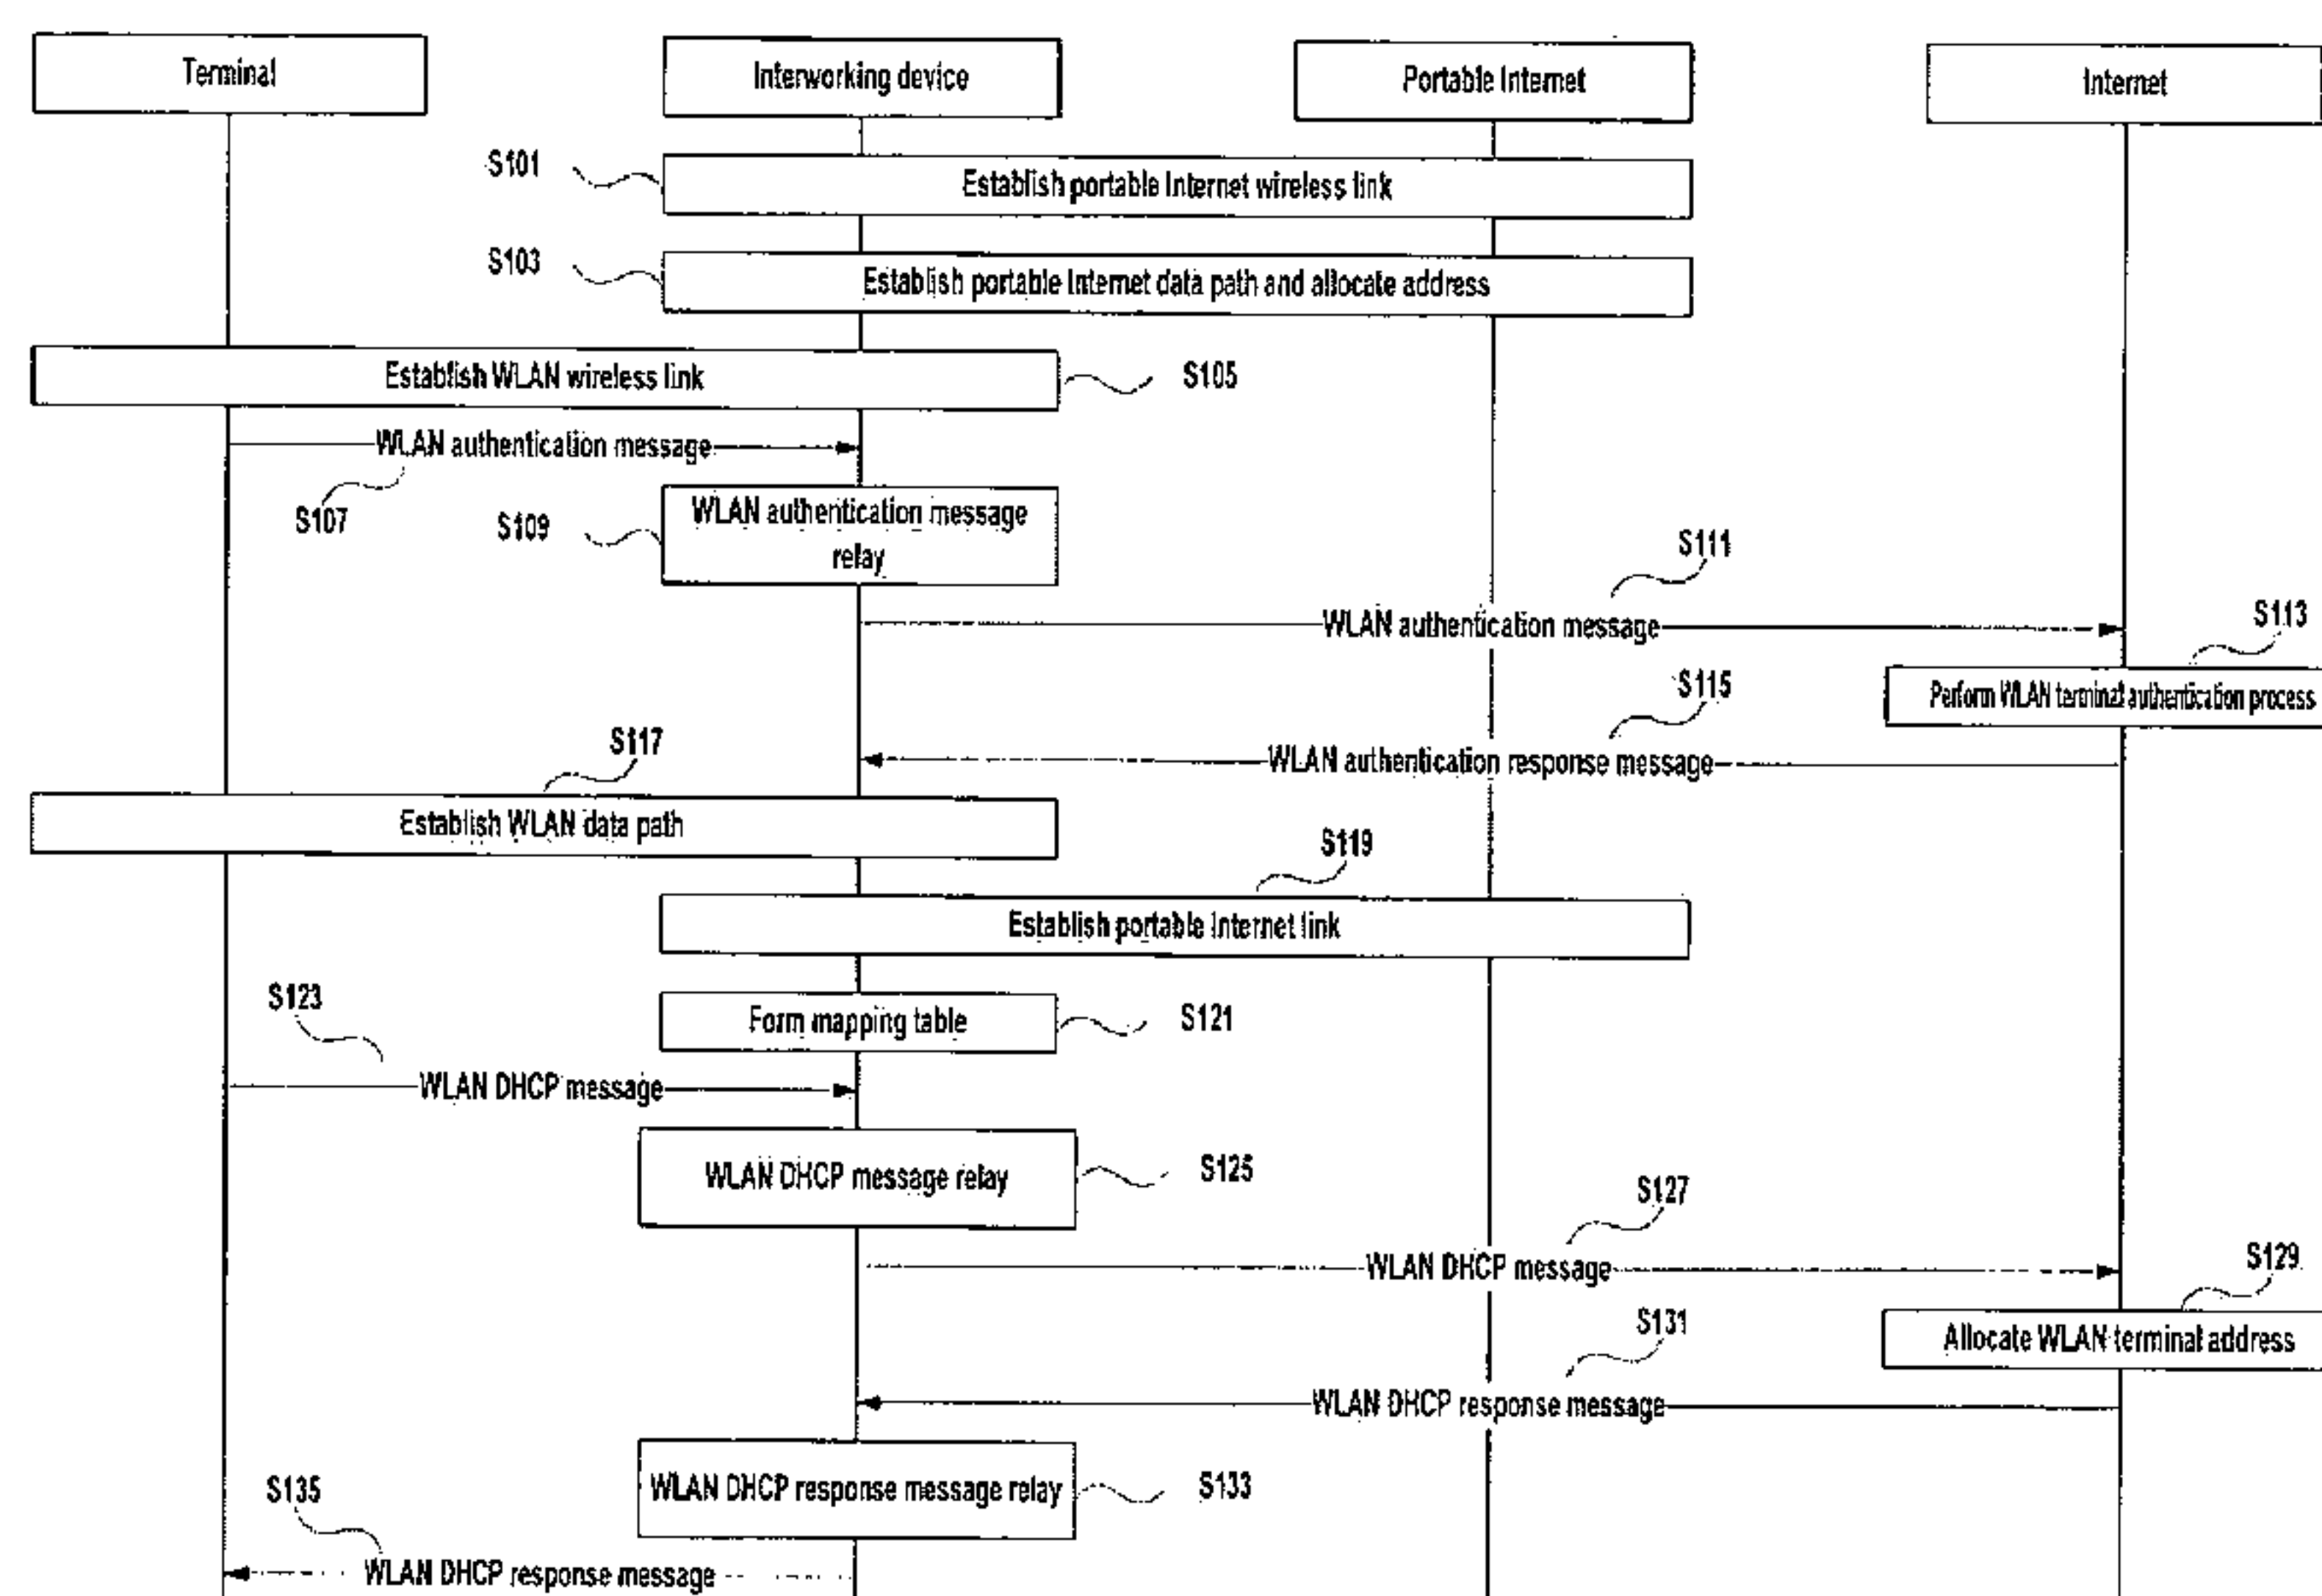 Terminal
Interworking device
Portable Internet
Internet
S101
Establish portable Internet wireless link
S103
Establish portable Internet data path and allocate address
Establish WLAN wireless link
S105
WLAN authentication message
S107
S109
WLAN authentication message
relay
S111
WLAN authentication message
S113
Perform WLAN terminal authentication process
S115
WLAN authentication response message
S117
Establish WLAN data path
S119
Establish portable Internet link
S123
Form mapping table
S121
WLAN DHCP message
WLAN DHCP message relay
S125
S127
WLAN DHCP message
S129
Allocate WLAN terminal address
S131
WLAN DHCP response message
S135
WLAN DHCP response message relay
S133
WLAN DHCP response message